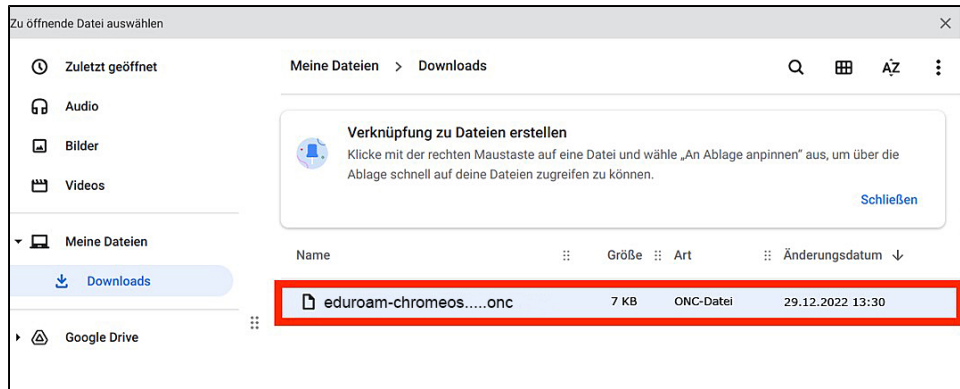 Zu öffnende Datei auswählen
Zuletzt geöffnet
Audio
Bilder
Videos
Meine Dateien
Downloads
Google Drive
Meine Dateien > Downloads
AZ
Verknüpfung zu Dateien erstellen
Klicke mit der rechten Maustaste auf eine Datei und wähle „An Ablage anpinnen" aus, um über die
Ablage schnell auf deine Dateien zugreifen zu können.
Schließen
Name Größe Art Änderungsdatum
eduroam-chromeos.....onc 7 KB ONC-Datei 29.12.2022 13:30